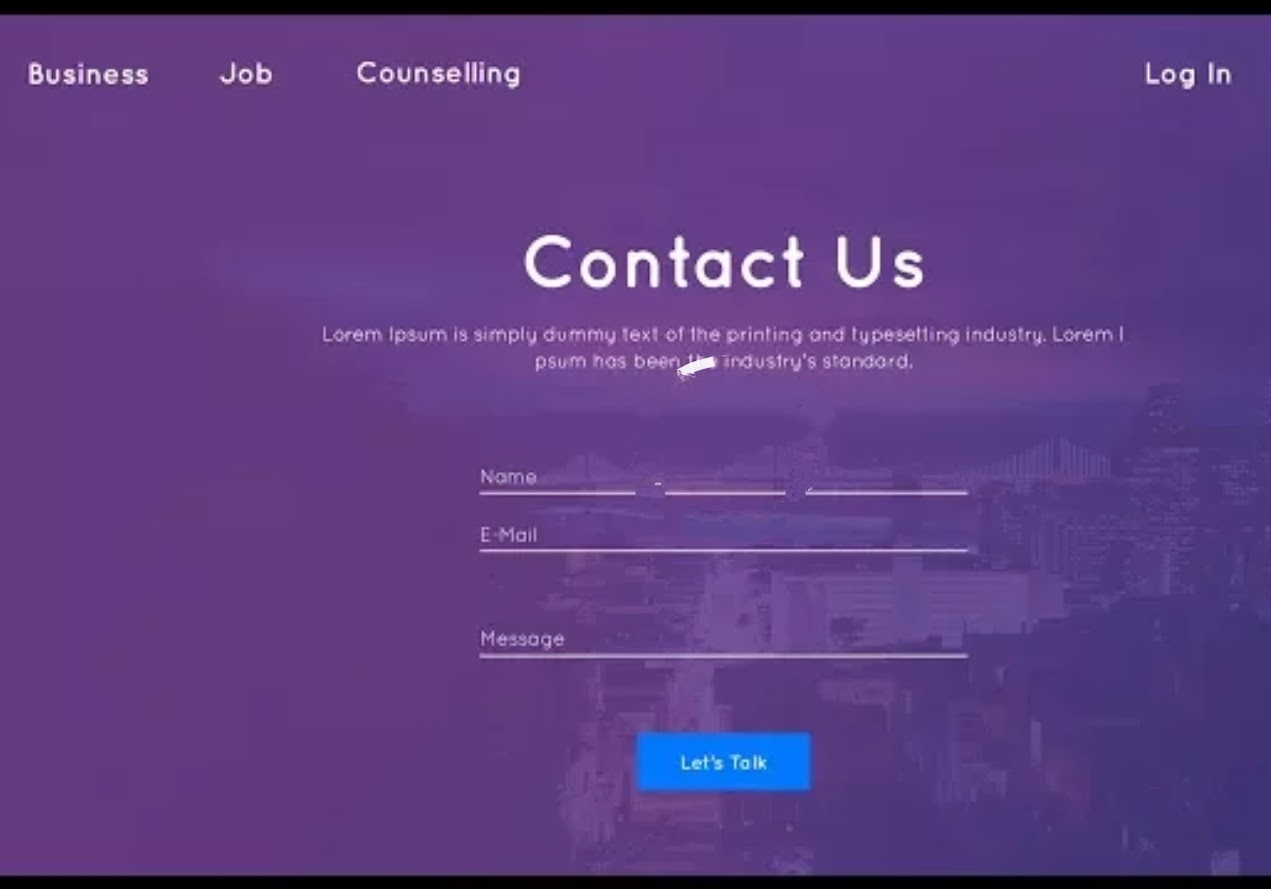 Business Job Counselling Log In
Contact Us
Lorem Ipsum is simply dummy text of the printing and typesetting industry. Lorem I
psum has been the industry's standard.
Name
E-Mail
Message
Let's Talk